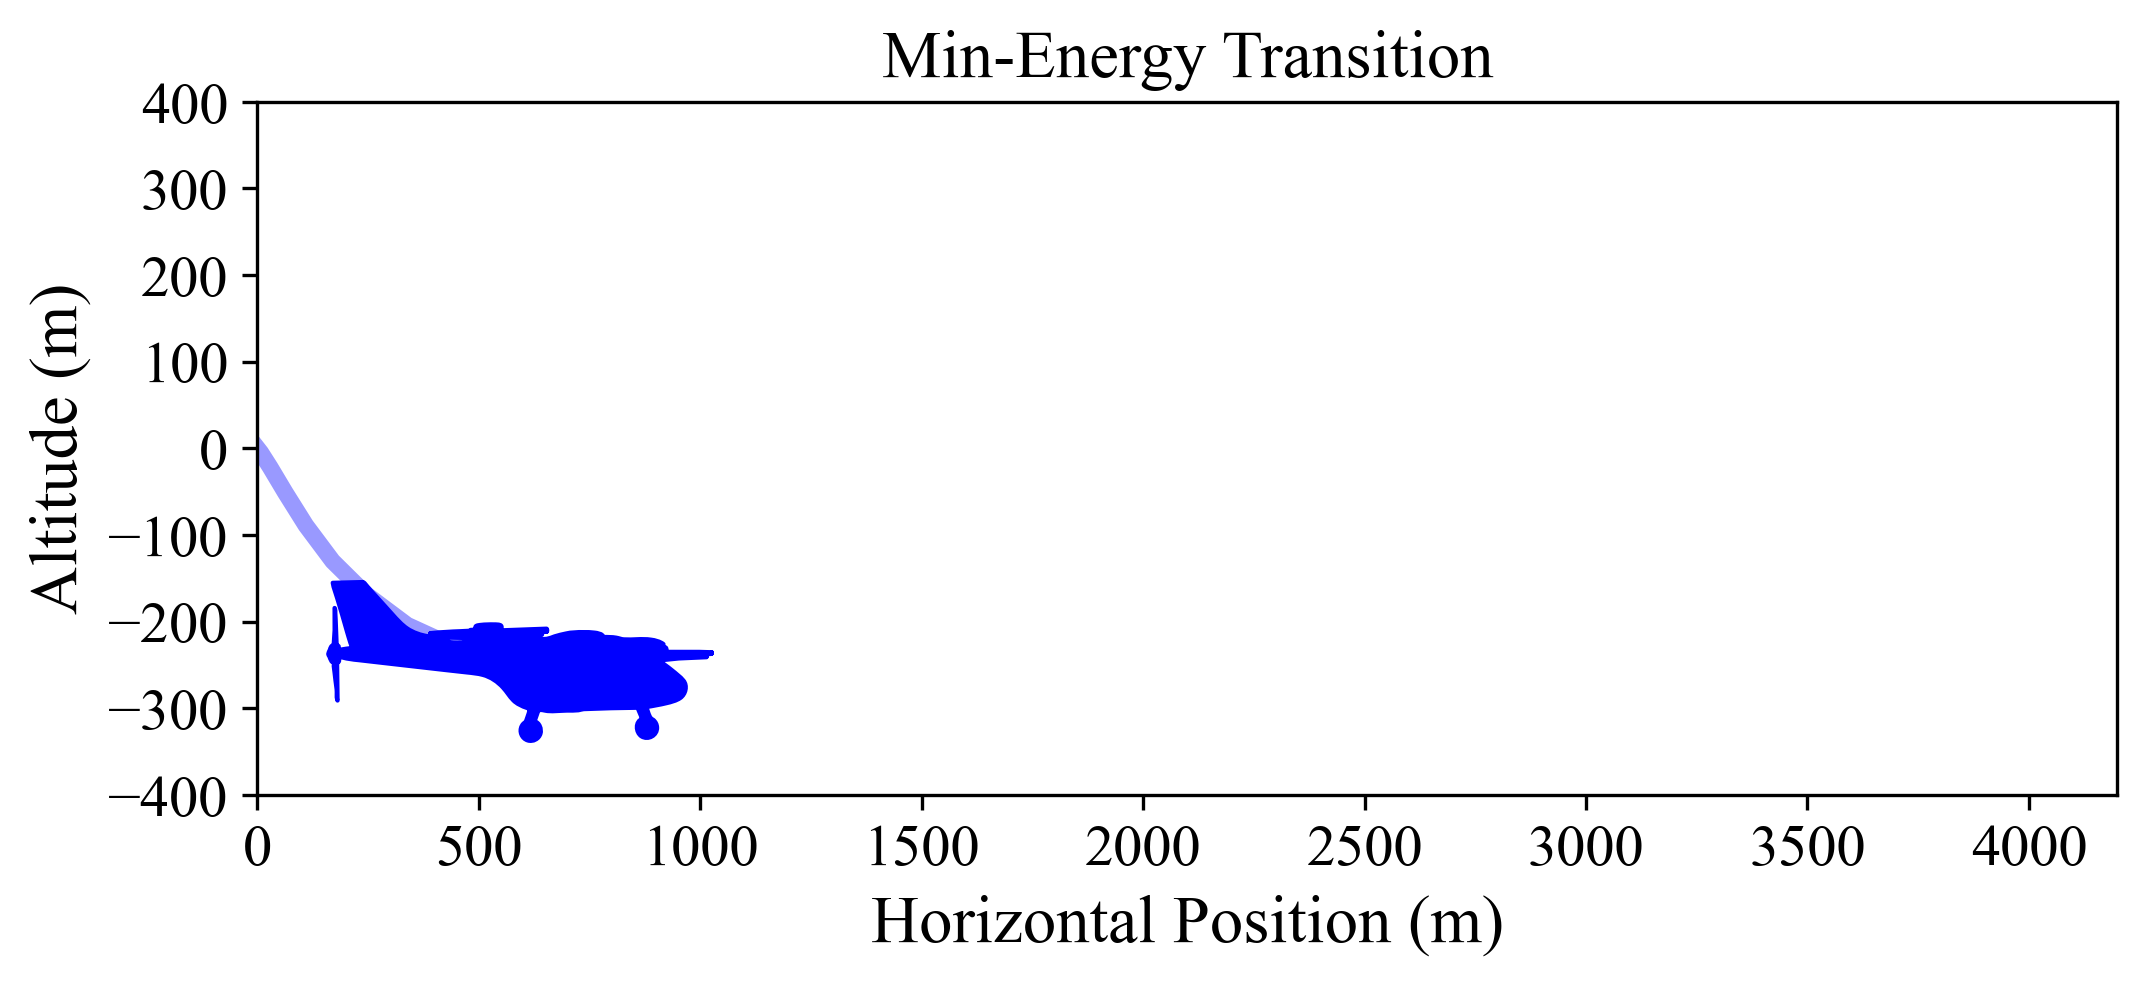 Min-Energy Transition
400
300
200
100
0
−100
−200
−300
−400
Altitude (m)
0 500 1000 1500 2000 2500 3000 3500 4000
Horizontal Position (m)